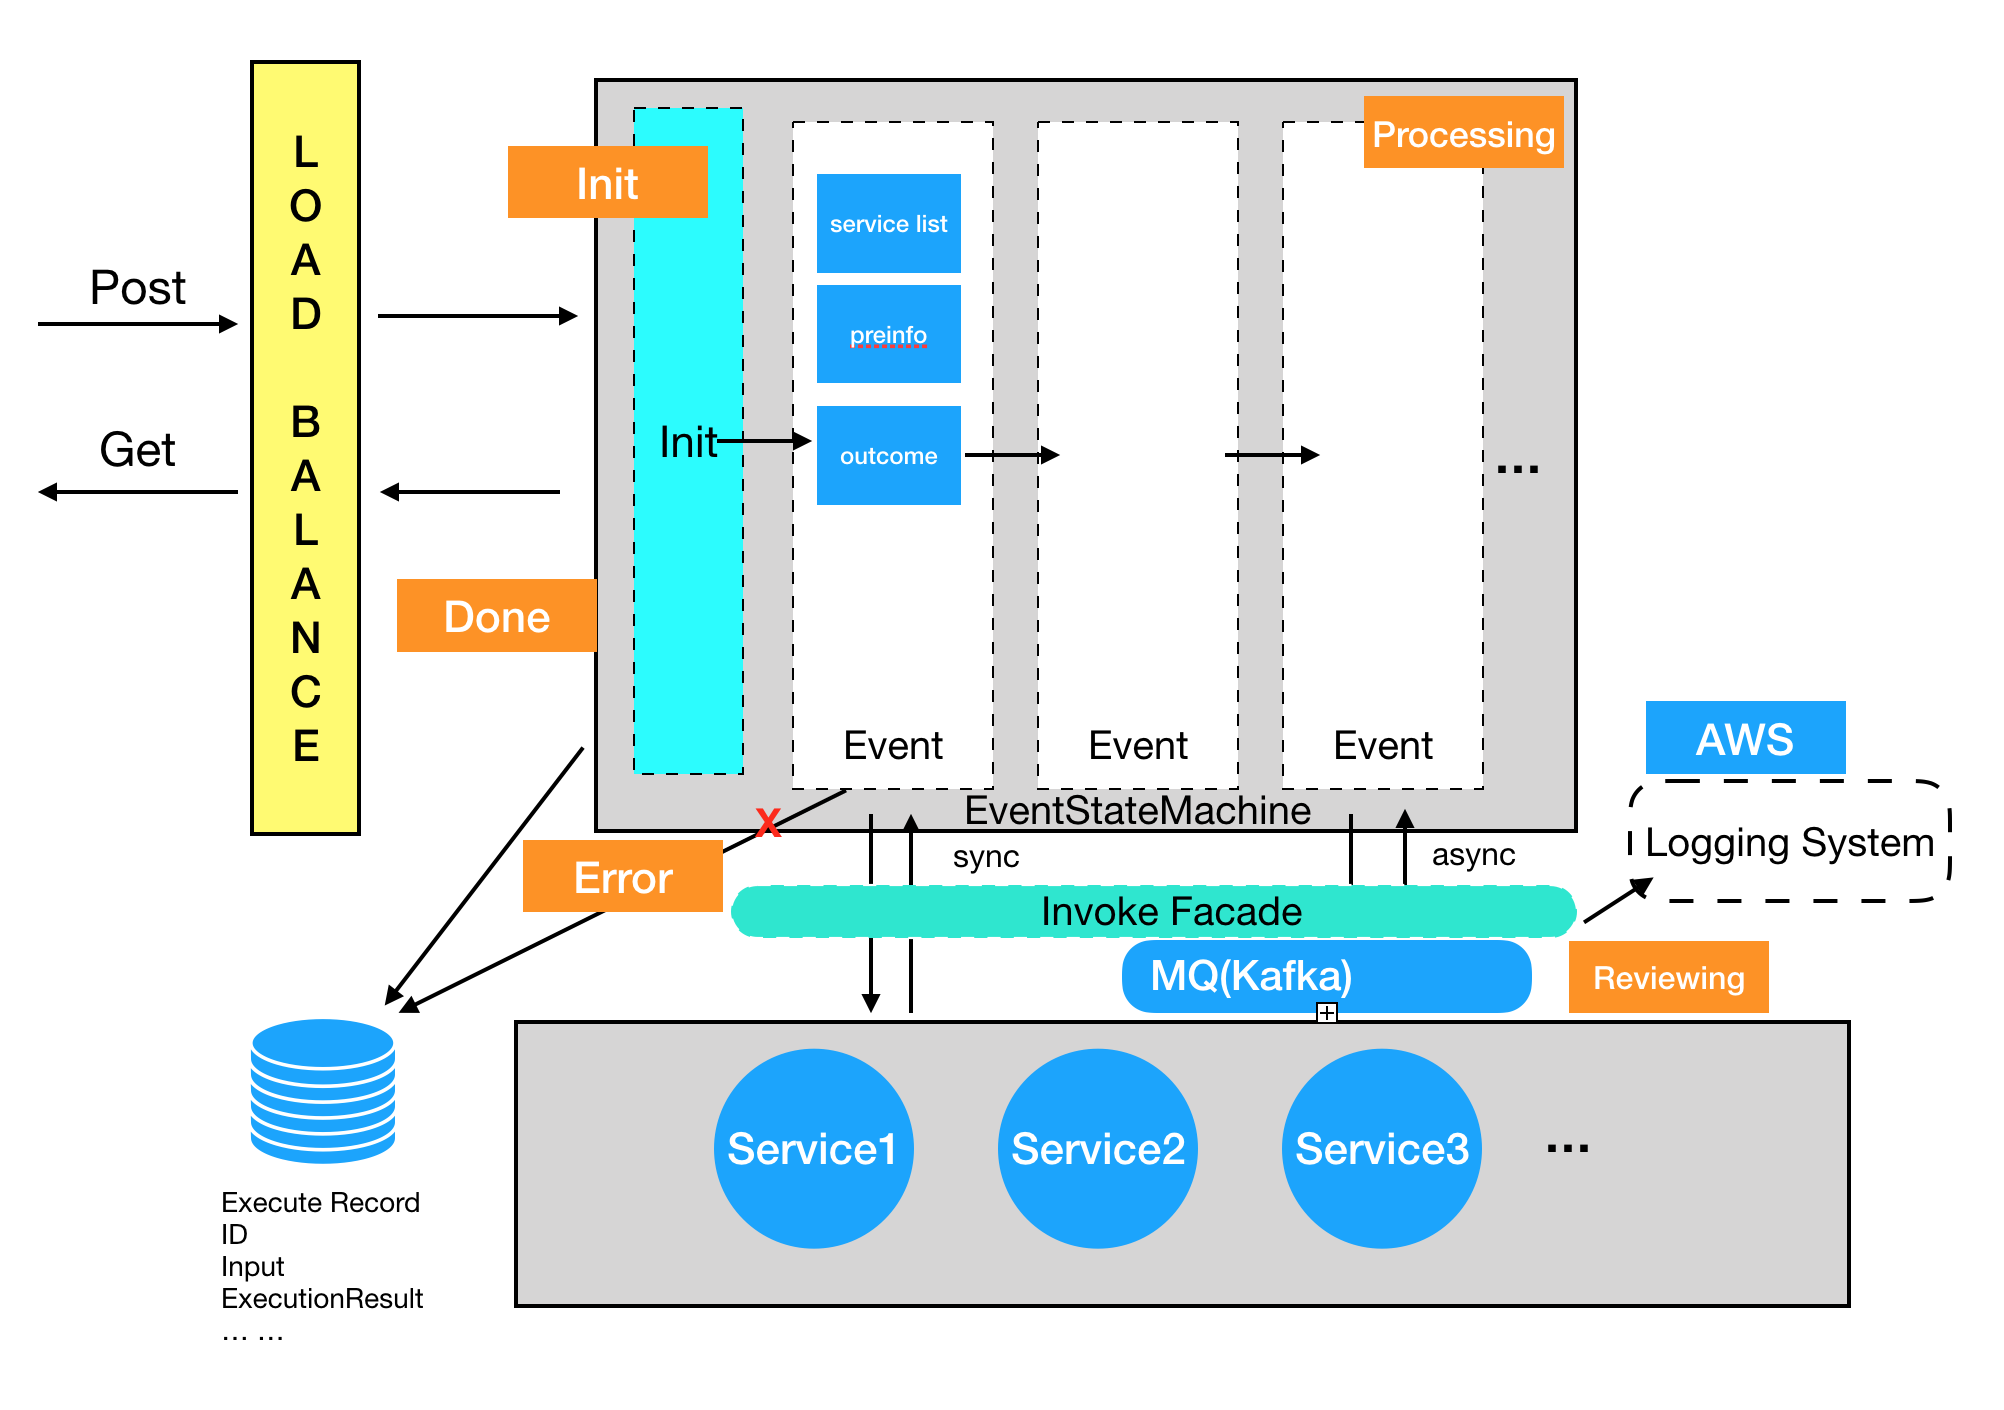 LOAD BALANCE
Post
Get
Init
Processing
service list
preinfo
Init
outcome
...
Done
Event
Event
Event
EventStateMachine
AWS
Logging System
X
sync
async
Error
Invoke Facade
MQ(Kafka)
Reviewing
Service1
Service2
Service3
...
Execute Record
ID
Input
ExecutionResult
... ...